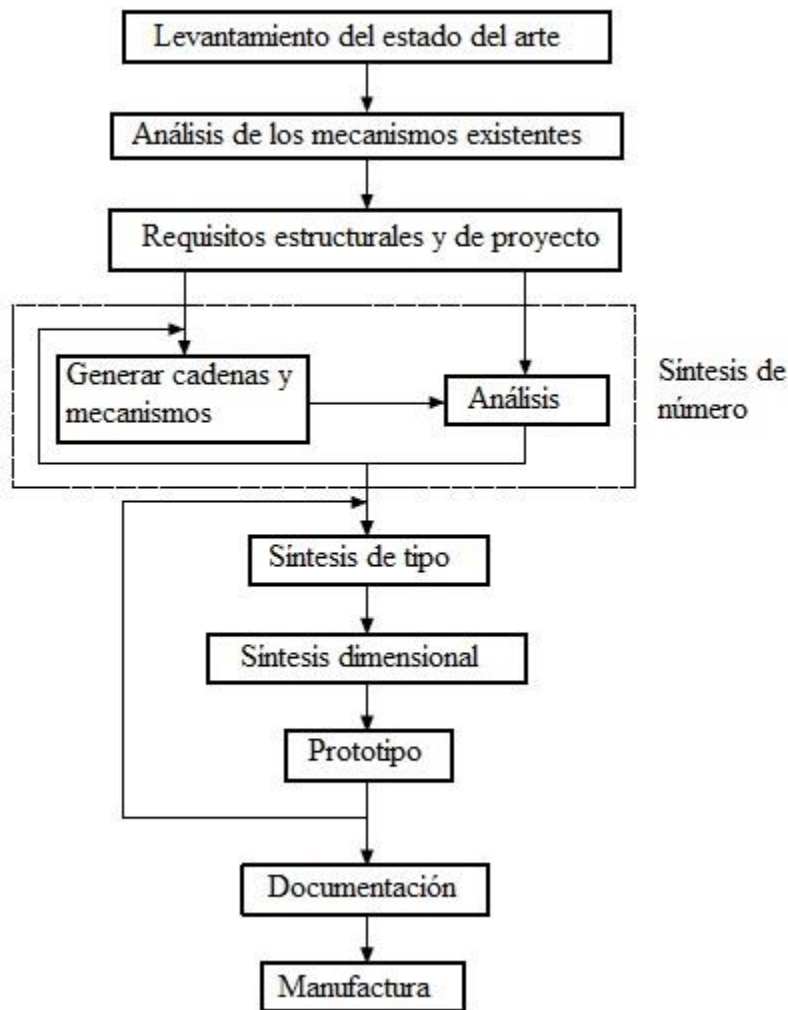 Levantamiento del estado del arte
Análisis de los mecanismos existentes
Requisitos estructurales y de proyecto
Generar cadenas y
mecanismos
Análisis
Síntesis de
número
Síntesis de tipo
Síntesis dimensional
Prototipo
Documentación
Manufactura